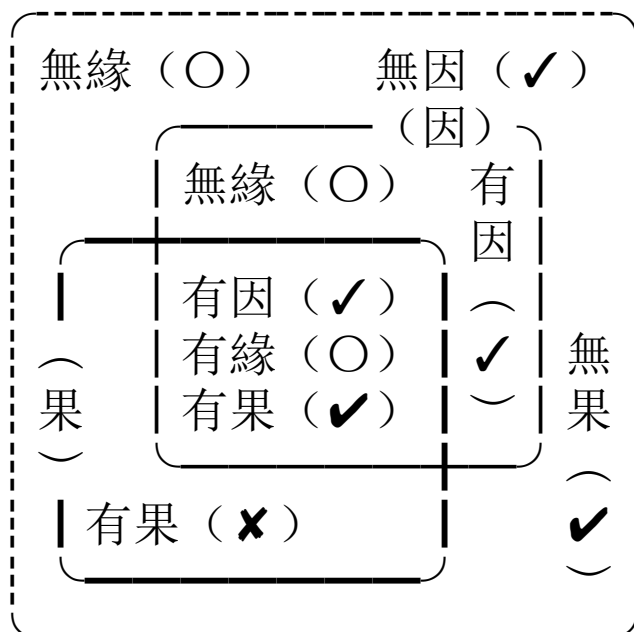 無緣（○）
無因（✓）
（因）
無緣（○）
有因（✓）
有因（✓）
有緣（○）
有果（✔）
（果）
無果（✔）
有果（✘）